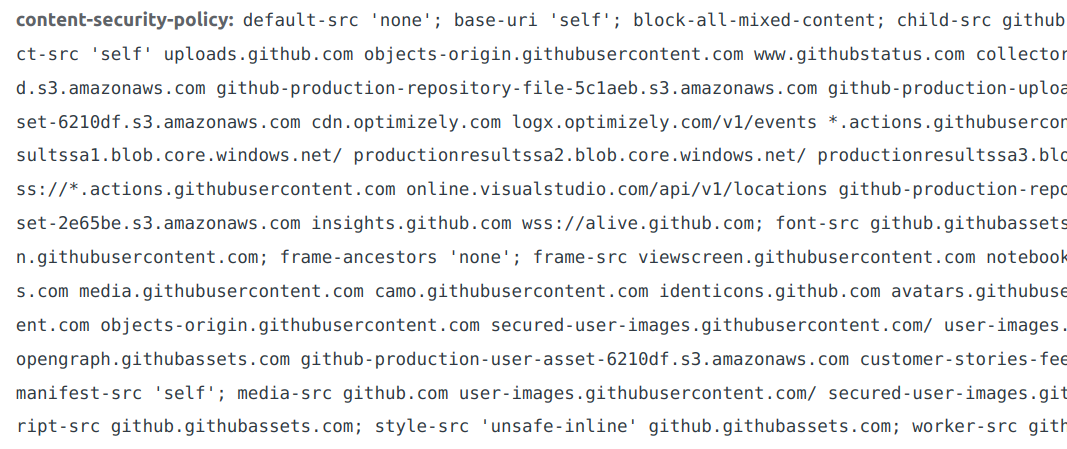 content-security-policy: default-src 'none'; base-uri 'self'; block-all-mixed-content; child-src github
ct-src 'self' uploads.github.com objects-origin.githubusercontent.com www.githubstatus.com collector
d.s3.amazonaws.com github-production-repository-file-5c1aeb.s3.amazonaws.com github-production-uploa
set-6210df.s3.amazonaws.com cdn.optimizely.com logx.optimizely.com/v1/events *.actions.githubusercon
sultssa1.blob.core.windows.net/ productionresultssa2.blob.core.windows.net/ productionresultssa3.blo
ss://*.actions.githubusercontent.com online.visualstudio.com/api/v1/locations github-production-repo
set-2e65be.s3.amazonaws.com insights.github.com wss://alive.github.com; font-src github.githubassets
n.githubusercontent.com; frame-ancestors 'none'; frame-src viewscreen.githubusercontent.com notebook
s.com media.githubusercontent.com camo.githubusercontent.com identicons.github.com avatars.githubuse
ent.com objects-origin.githubusercontent.com secured-user-images.githubusercontent.com/ user-images.
opengraph.githubassets.com github-production-user-asset-6210df.s3.amazonaws.com customer-stories-fee
manifest-src 'self'; media-src github.com user-images.githubusercontent.com/ secured-user-images.git
ript-src github.githubassets.com; style-src 'unsafe-inline' github.githubassets.com; worker-src gith